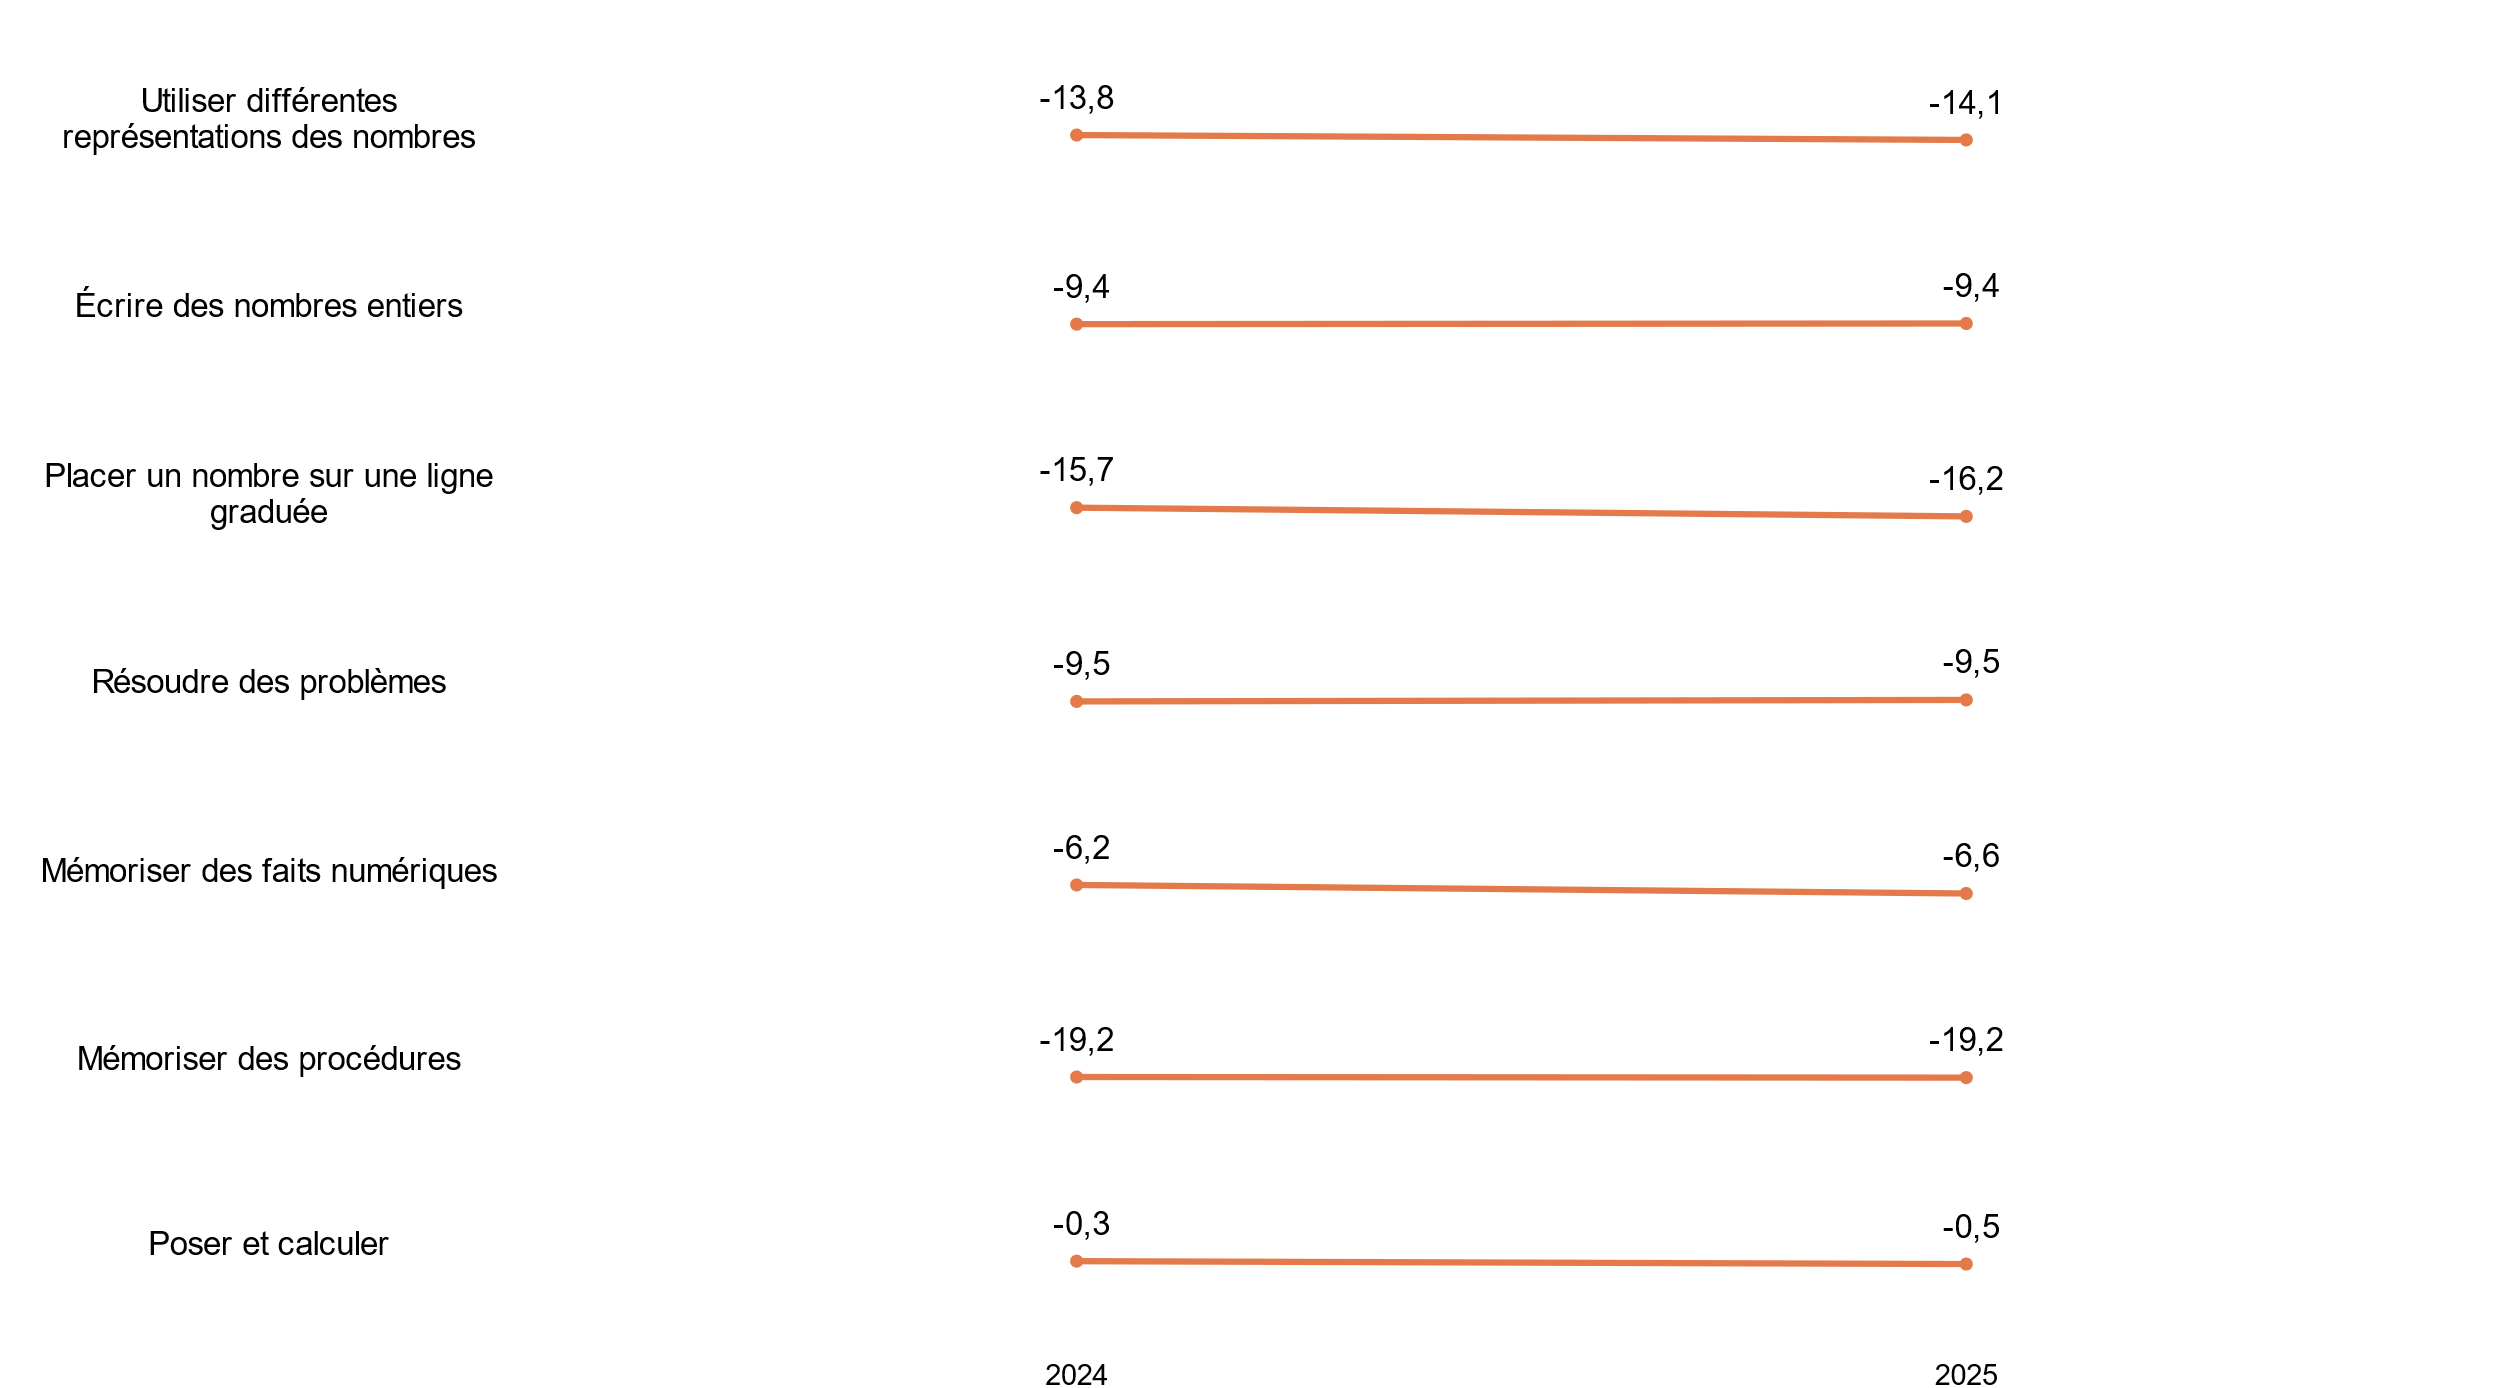 Utiliser différentes
représentations des nombres
-13,8
-14,1
Écrire des nombres entiers
-9,4
-9,4
Placer un nombre sur une ligne
graduée
-15,7
-16,2
Résoudre des problèmes
-9,5
-9,5
Mémoriser des faits numériques
-6,2
-6,6
Mémoriser des procédures
-19,2
-19,2
Poser et calculer
-0,3
-0,5
2024
2025